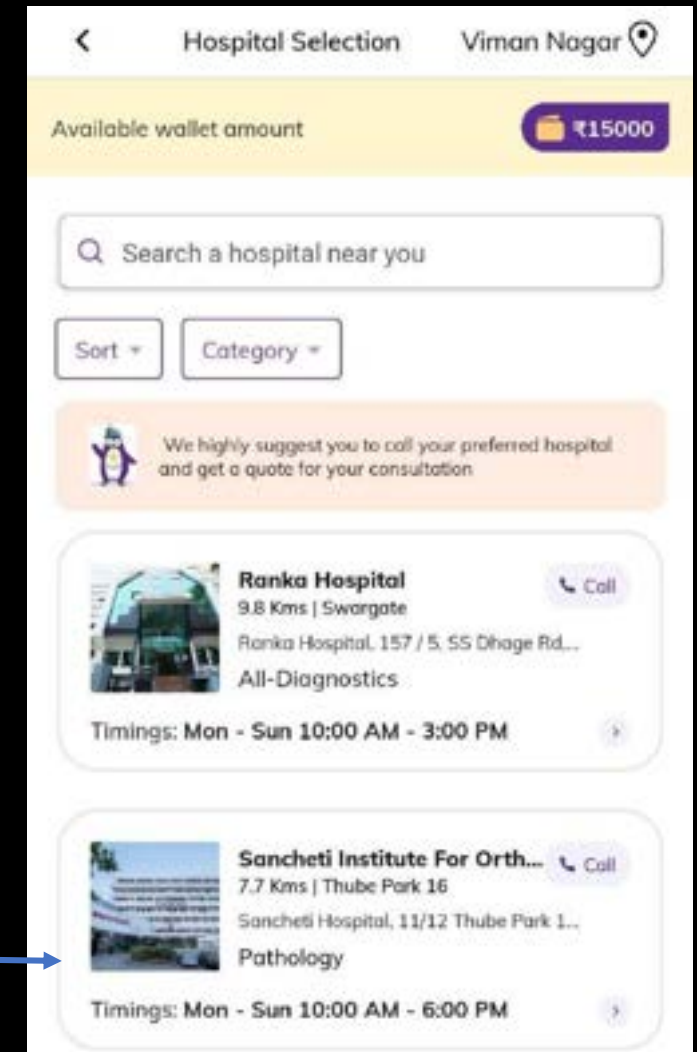 Hospital Selection
Viman Nagar
Available wallet amount
₹15000
Search a hospital near you
Sort
Category
We highly suggest you to call your preferred hospital
and get a quote for your consultation
Ranka Hospital
Call
9.8 Kms | Swargate
Ranka Hospital, 157 / 5, SS Dhage Rd,...
All-Diagnostics
Timings: Mon - Sun 10:00 AM - 3:00 PM
Sancheti Institute For Orth...
Call
7.7 Kms | Thube Park 16
Sancheti Hospital, 11/12 Thube Park 1...
Pathology
Timings: Mon - Sun 10:00 AM - 6:00 PM